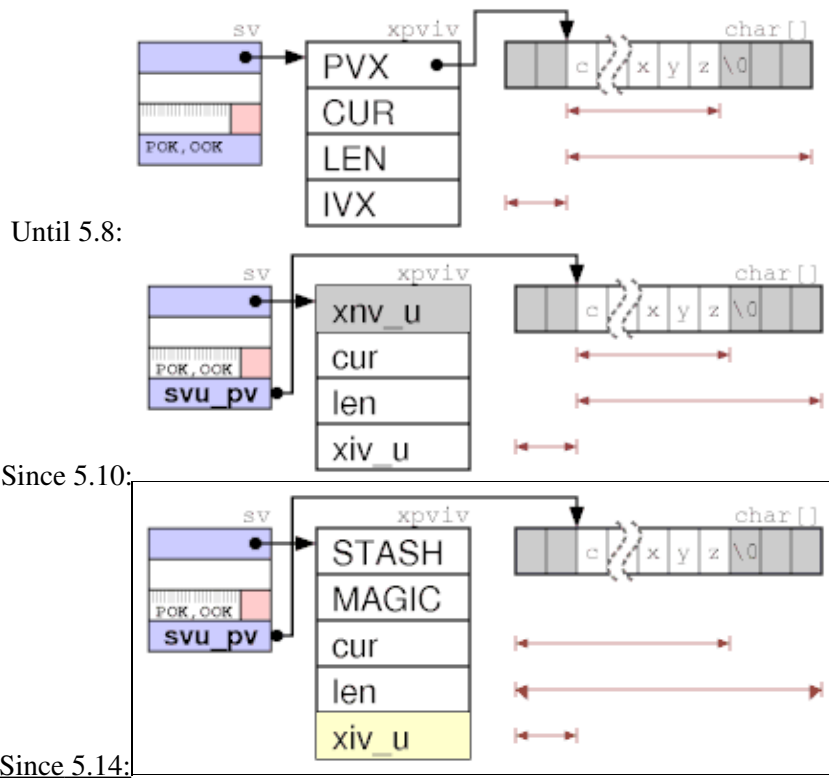 sv xpviv char[]
PVX c x y z \0
CUR
POK,OOK LEN
IVX
Until 5.8:
sv xpviv char[]
xnv_u c x y z \0
POK,OOK cur
svu_pv len
xiv_u
Since 5.10:
sv xpviv char[]
STASH c x y z \0
POK,OOK MAGIC
svu_pv cur
len
xiv_u
Since 5.14: